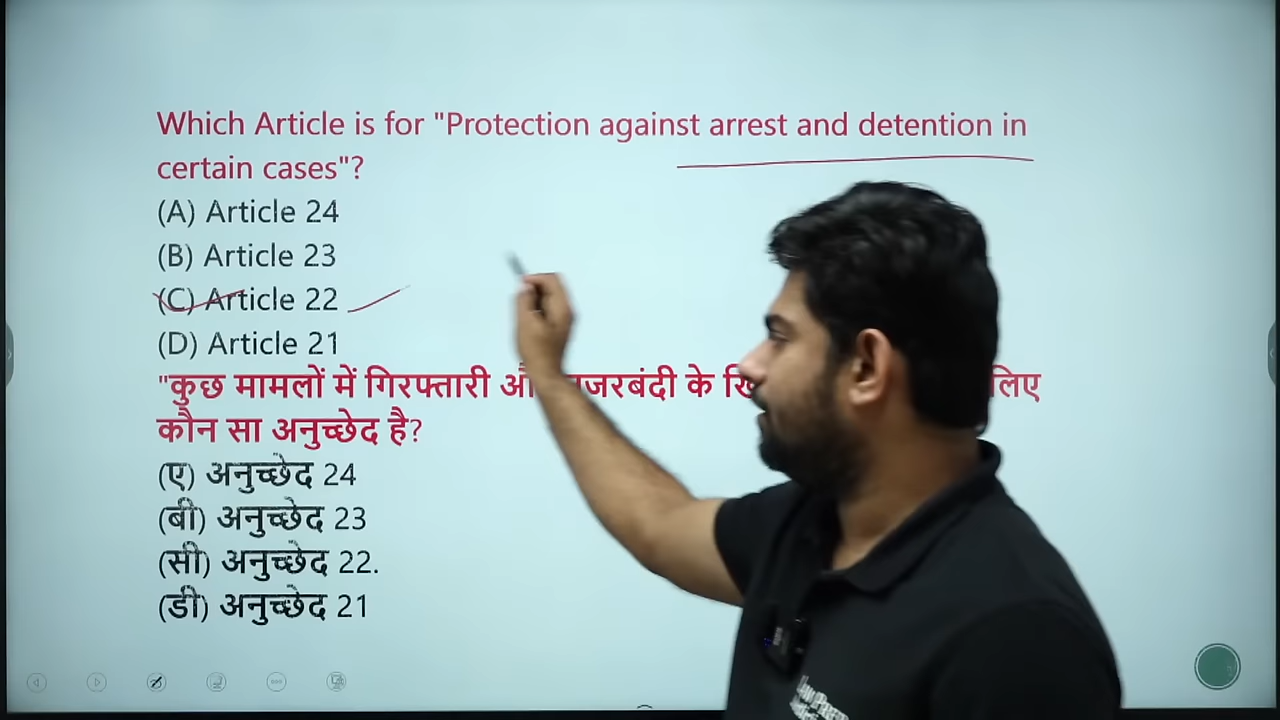 Which Article is for "Protection against arrest and detention in
certain cases"?
(A) Article 24
(B) Article 23
(C) Article 22
(D) Article 21
"कुछ मामलों में गिरफ्तारी के लिए
कौन सा अनुच्छेद है?
(ए) अनुच्छेद 24
(बी) अनुच्छेद 23
(सी) अनुच्छेद 22.
(डी) अनुच्छेद 21